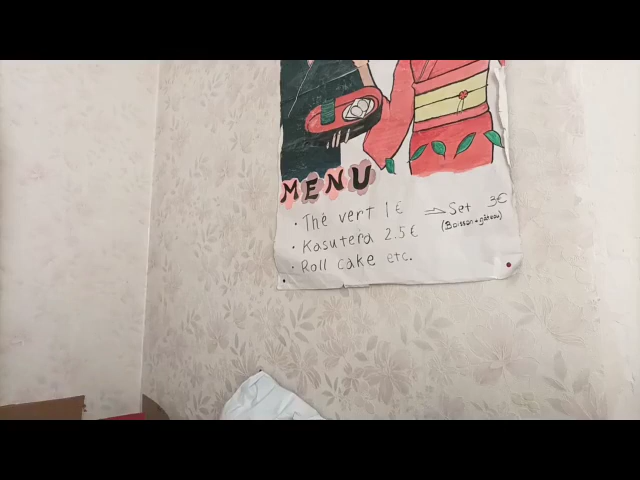 MENU
• Thé vert 1€ ⇒ Set 3€
(Boisson + gâteau)
• Kasutera 2.5€
• Roll cake etc.